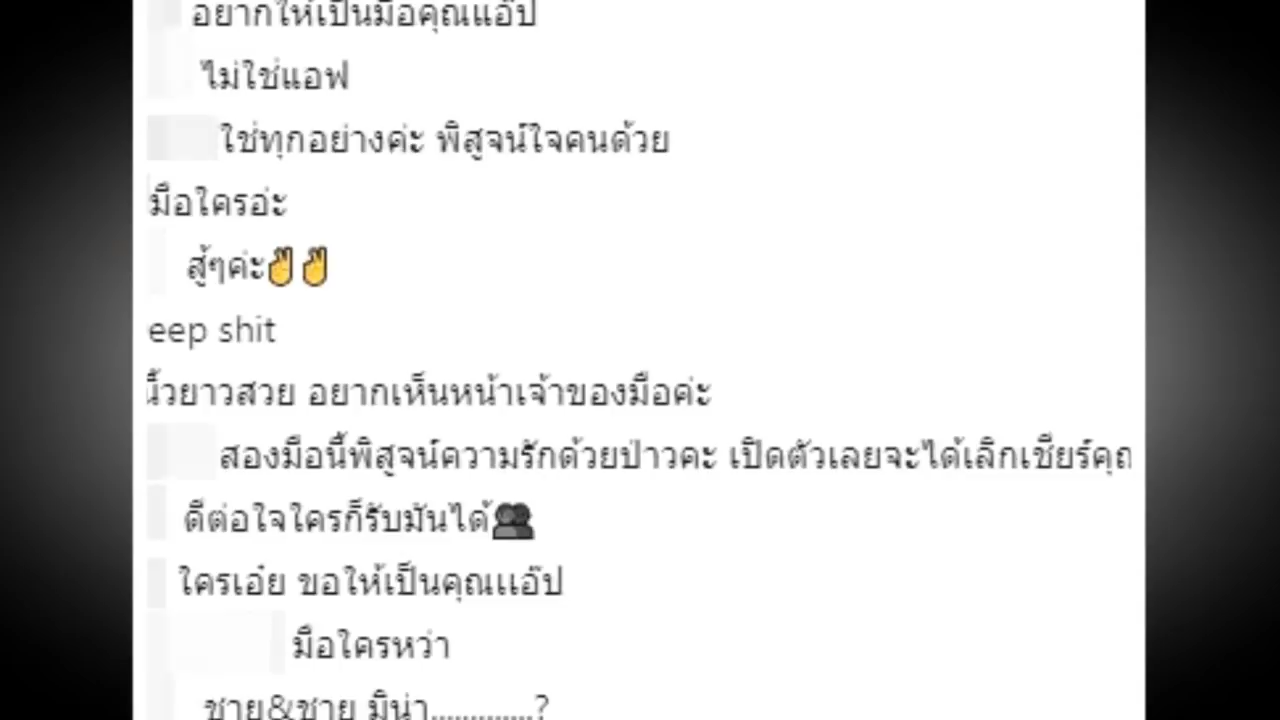 อยากให้เป็นมือคุณแอ๊ป
ไม่ใช่แอฟ
ใช่ทุกอย่างค่ะ พิสูจน์ใจคนด้วย
มือใครอ่ะ
สู้ๆค่ะ✌️✌️
eep shit
นิ้วยาวสวย อยากเห็นหน้าเจ้าของมือค่ะ
สองมือนี้พิสูจน์ความรักด้วยป่าวคะ เปิดตัวเลยจะได้เลิกเชียร์คุณ
ดีต่อใจใครก็รับมันได้👥
ใครเอ๋ย ขอให้เป็นคุณเเอ๊ป
มือใครหว่า
ชาย&ชาย มิน่า.............?